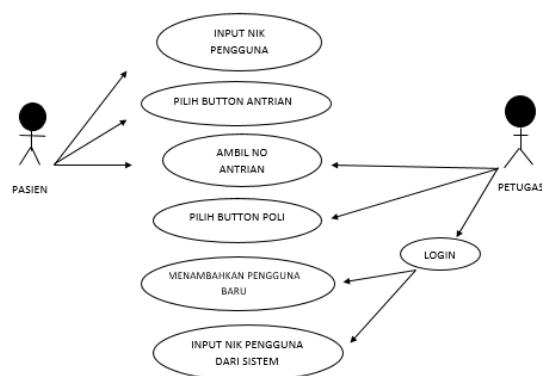 INPUT NIK
PENGGUNA
PILIH BUTTON ANTRIAN
AMBIL NO
ANTRIAN
PASIEN
PETUGAS
PILIH BUTTON POLI
LOGIN
MENAMBAHKAN PENGGUNA
BARU
INPUT NIK PENGGUNA
DARI SISTEM